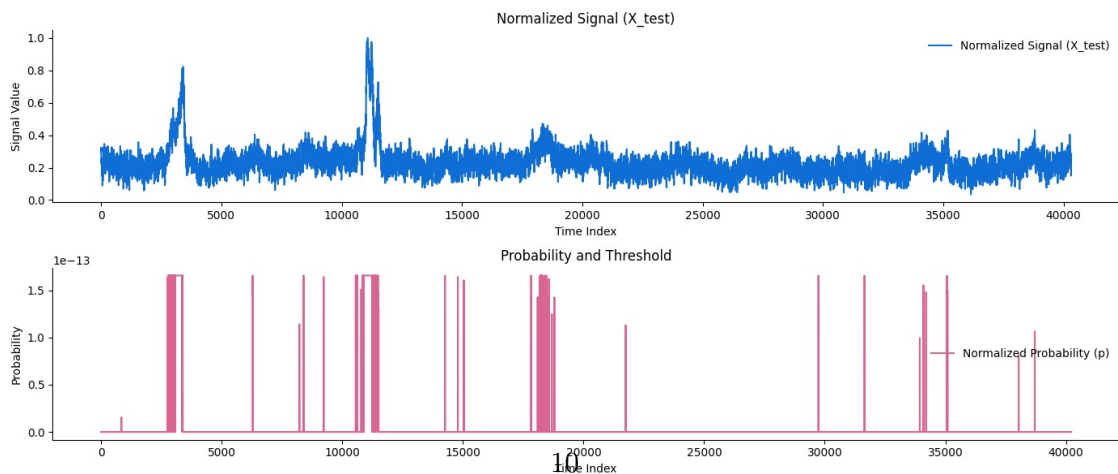 Normalized Signal (X_test)
1.0
0.8
0.6
0.4
0.2
0.0
Signal Value
Normalized Signal (X_test)
0 5000 10000 15000 20000 25000 30000 35000 40000
Time Index
Probability and Threshold
1e−13
1.5
1.0
0.5
0.0
Probability
Normalized Probability (p)
0 5000 10000 15000 20000 25000 30000 35000 40000
Time Index
10